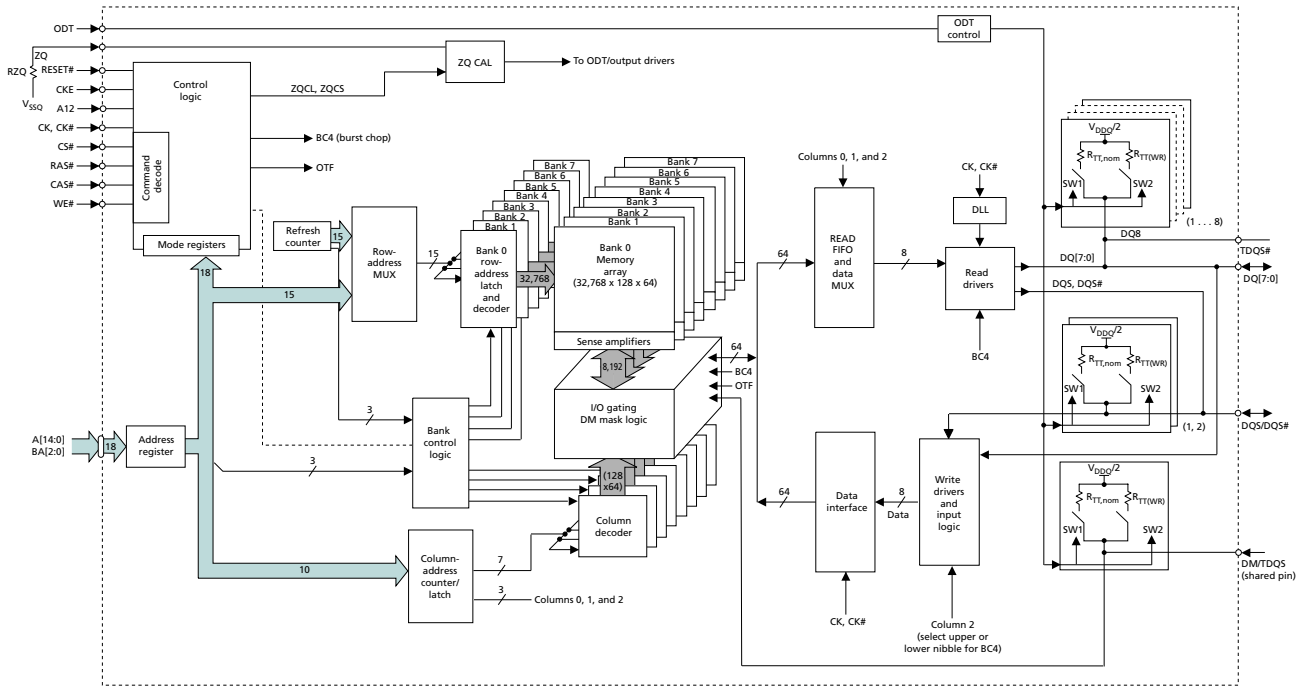 ODT
ODT
control
ZQ
RZQ
VSSQ
RESET#
CKE
A12
CK, CK#
CS#
RAS#
CAS#
WE#
Control
logic
Command
decode
Mode registers
ZQCL, ZQCS
ZQ CAL
To ODT/output drivers
BC4 (burst chop)
OTF
Refresh
counter
15
18
15
Row-
address
MUX
15
Bank 7
Bank 6
Bank 5
Bank 4
Bank 3
Bank 2
Bank 1
Bank 0
row-
address
latch
and
decoder
32,768
Bank 7
Bank 6
Bank 5
Bank 4
Bank 3
Bank 2
Bank 1
Bank 0
Memory
array
(32,768 x 128 x 64)
Sense amplifiers
8,192
I/O gating
DM mask logic
64
BC4
OTF
(128
x64)
Column
decoder
3
3
Bank
control
logic
A[14:0]
BA[2:0]
18
Address
register
10
Column-
address
counter/
latch
7
3
Columns 0, 1, and 2
Columns 0, 1, and 2
64
READ
FIFO
and
data
MUX
8
CK, CK#
DLL
Read
drivers
BC4
DQ8
DQ[7:0]
DQS, DQS#
64
Data
interface
8
Data
Write
drivers
and
input
logic
CK, CK#
Column 2
(select upper or
lower nibble for BC4)
VDDQ/2
RTT,nom
RTT(WR)
SW1
SW2
(1 . . . 8)
TDQS#
DQ[7:0]
VDDQ/2
RTT,nom
RTT(WR)
SW1
SW2
(1, 2)
DQS/DQS#
VDDQ/2
RTT,nom
RTT(WR)
SW1
SW2
DM/TDQS
(shared pin)